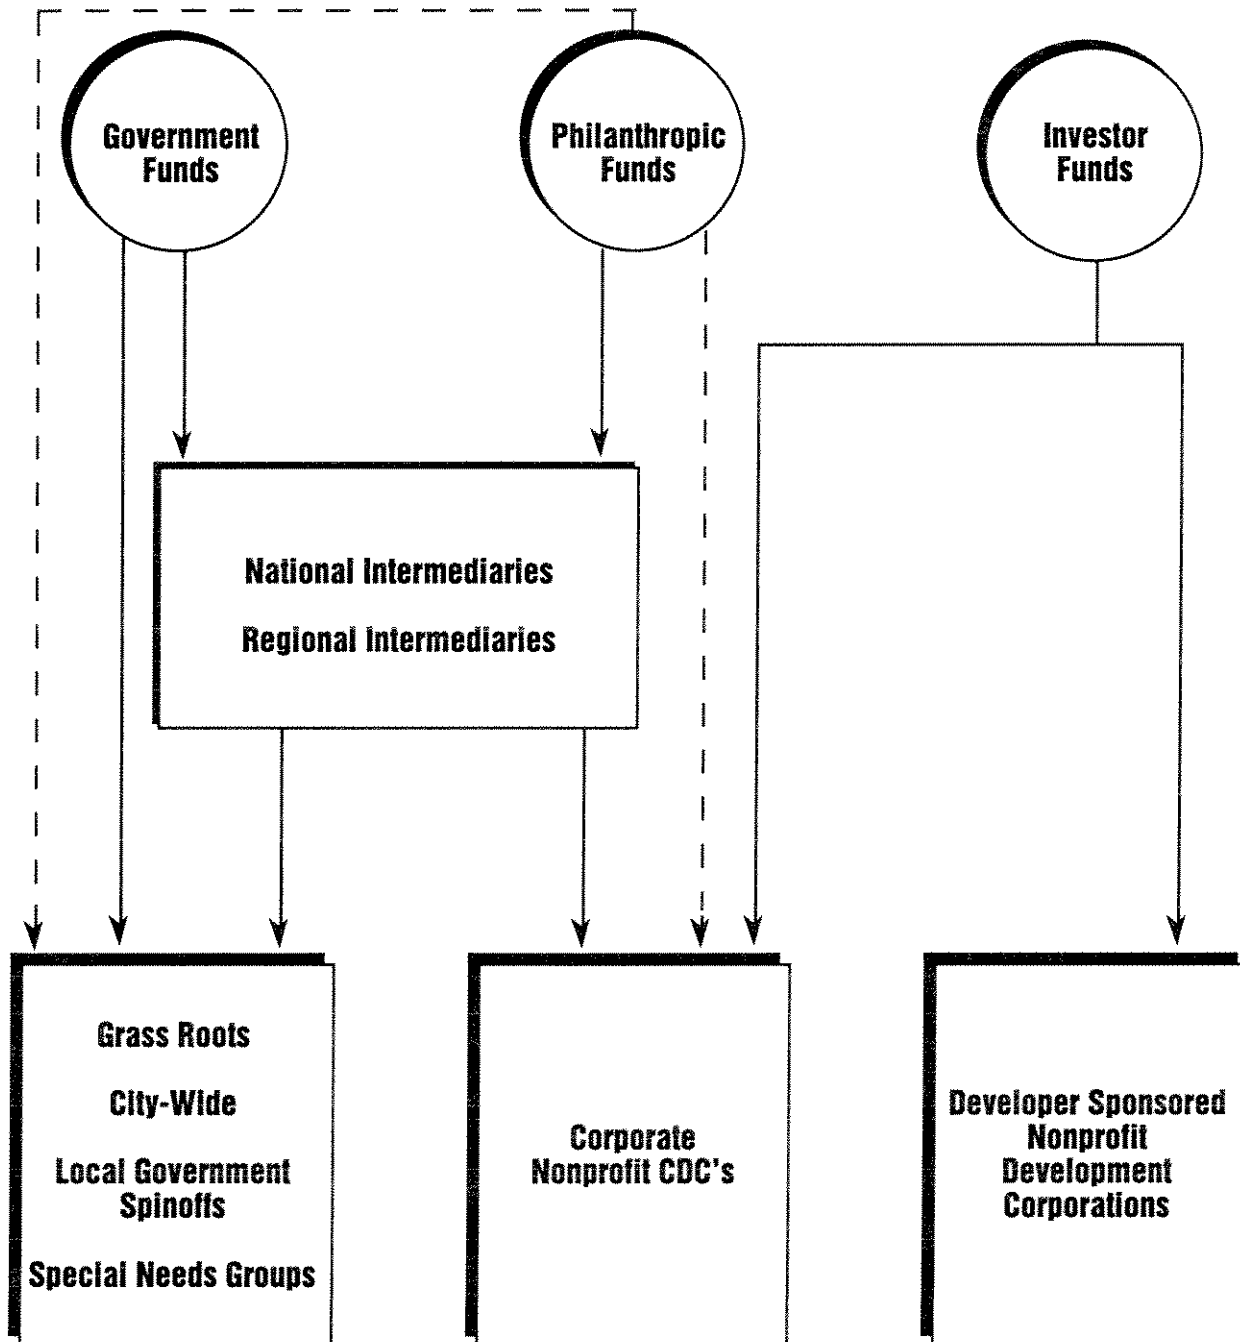 Government
Funds
Philanthropic
Funds
Investor
Funds
National Intermediaries
Regional Intermediaries
Grass Roots
City-Wide
Local Government
Spinoffs
Special Needs Groups
Corporate
Nonprofit CDC's
Developer Sponsored
Nonprofit
Development
Corporations